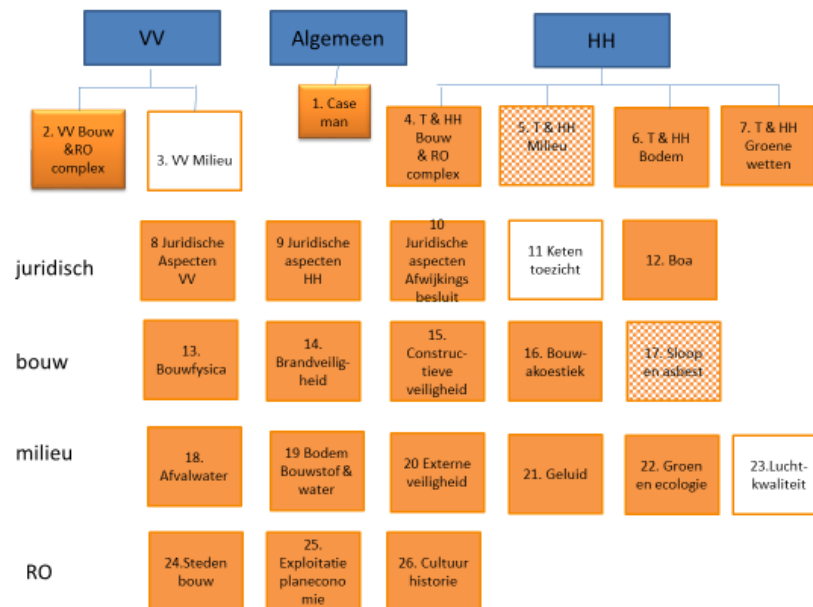 VV
Algemeen
HH
2. VV Bouw
&RO
complex
3. VV Milieu
1. Case
man
4. T & HH
Bouw
& RO
complex
5. T & HH
Milieu
6. T & HH
Bodem
7. T & HH
Groene
wetten
juridisch
8 Juridische
Aspecten
VV
9 Juridische
aspecten
HH
10
Juridische
aspecten
Afwijkings
besluit
11 Keten
toezicht
12. Boa
bouw
13.
Bouwfysica
14.
Brandveilig-
heid
15.
Construc-
tieve
veiligheid
16. Bouw-
akoestiek
17. Sloop
en asbest
milieu
18.
Afvalwater
19 Bodem
Bouwstof &
water
20 Externe
veiligheid
21. Geluid
22. Groen
en ecologie
23.Lucht-
kwaliteit
RO
24.Steden
bouw
25.
Exploitatie
planecono
mie
26. Cultuur
historie